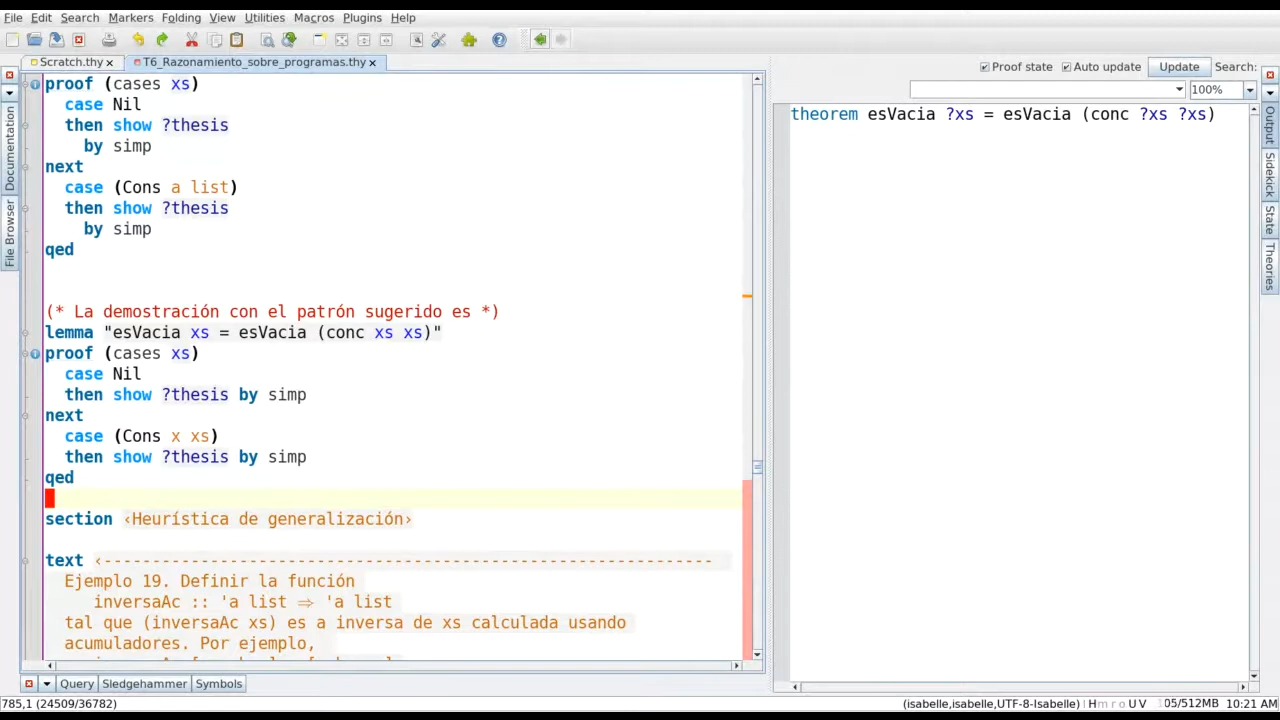 File Edit Search Markers Folding View Utilities Macros Plugins Help
Scratch.thy x T6_Razonamiento_sobre_programas.thy x
Proof state Auto update Update Search:
100%
Documentation
File Browser
proof (cases xs)
case Nil
then show ?thesis
by simp
next
case (Cons a list)
then show ?thesis
by simp
qed
(* La demostración con el patrón sugerido es *)
lemma "esVacia xs = esVacia (conc xs xs)"
proof (cases xs)
case Nil
then show ?thesis by simp
next
case (Cons x xs)
then show ?thesis by simp
qed
section ‹Heurística de generalización›
text ‹---------------------------------------------------------------
Ejemplo 19. Definir la función
inversaAc :: 'a list ⇒ 'a list
tal que (inversaAc xs) es a inversa de xs calculada usando
acumuladores. Por ejemplo,
theorem esVacia ?xs = esVacia (conc ?xs ?xs)
Output
Sidekick
State
Theories
Query Sledgehammer Symbols
785,1 (24509/36782)
(isabelle,isabelle,UTF-8-Isabelle) | H m r o U V 05/512MB 10:21 AM